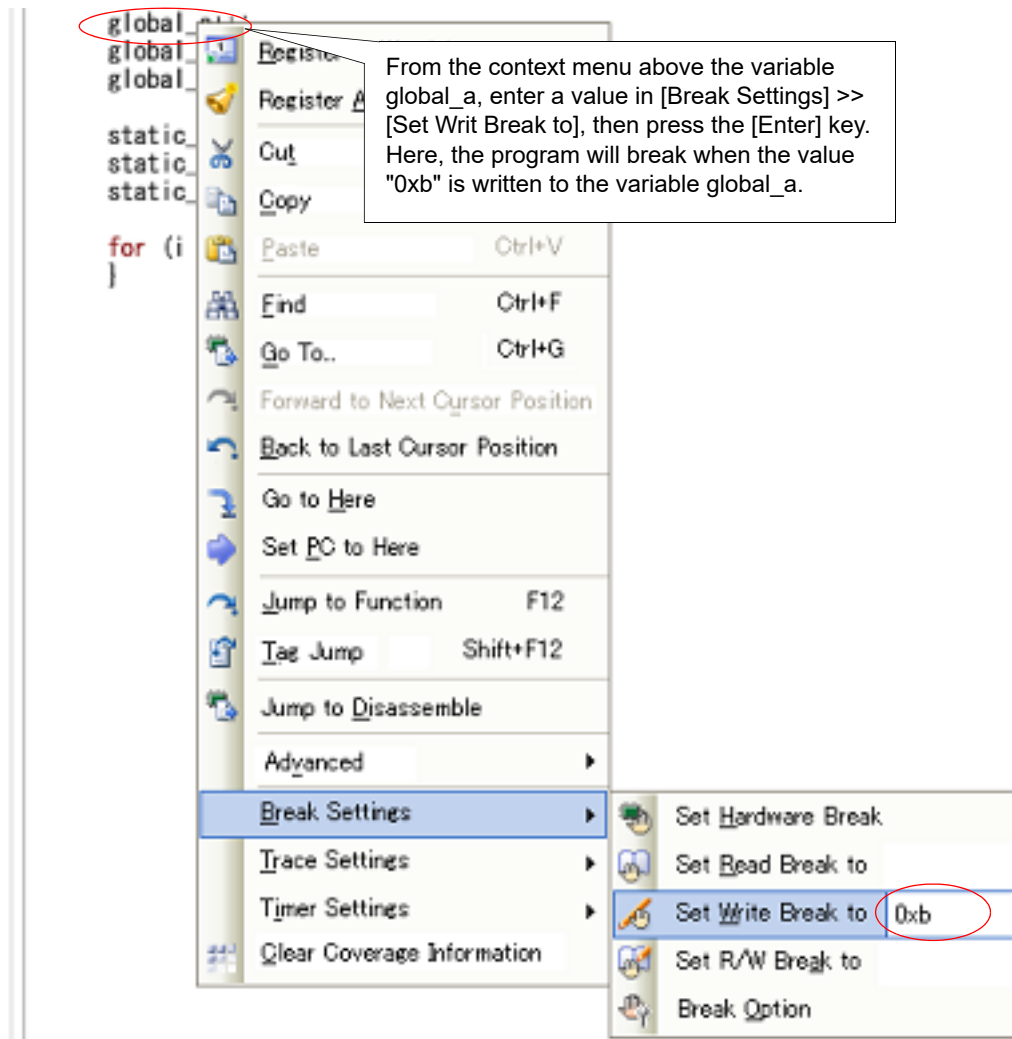 global_
global_
global_
static_
static_
static_
for (i
}
From the context menu above the variable
global_a, enter a value in [Break Settings] >>
[Set Writ Break to], then press the [Enter] key.
Here, the program will break when the value
"0xb" is written to the variable global_a.
Register
Register A
Cut
Copy
Paste Ctrl+V
Find Ctrl+F
Go To.. Ctrl+G
Forward to Next Cursor Position
Back to Last Cursor Position
Go to Here
Set PC to Here
Jump to Function F12
Tag Jump Shift+F12
Jump to Disassemble
Advanced
Break Settings
Trace Settings
Timer Settings
Clear Coverage Information
Set Hardware Break
Set Read Break to
Set Write Break to 0xb
Set R/W Break to
Break Option